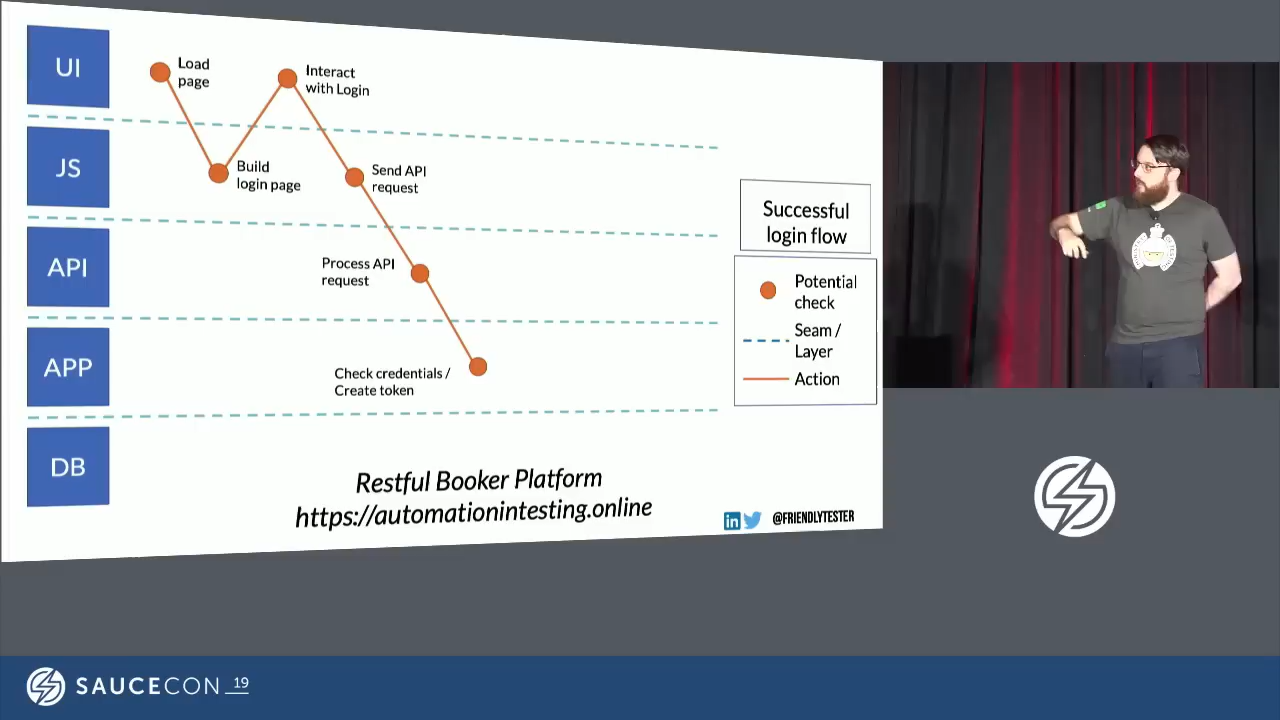 UI
Load
page
Interact
with Login
JS
Build
login page
Send API
request
API
Process API
request
APP
Check credentials /
Create token
DB
Successful
login flow
Potential
check
Seam /
Layer
Action
Restful Booker Platform
https://automationintesting.online
in
@FRIENDLYTESTER
SAUCECON 19